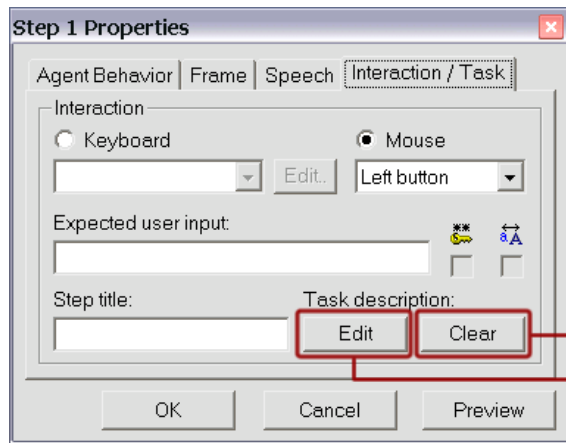 Step 1 Properties
Agent Behavior Frame Speech Interaction / Task
Interaction
Keyboard Mouse
Edit.. Left button
Expected user input:
Step title: Task description:
Edit Clear
OK Cancel Preview